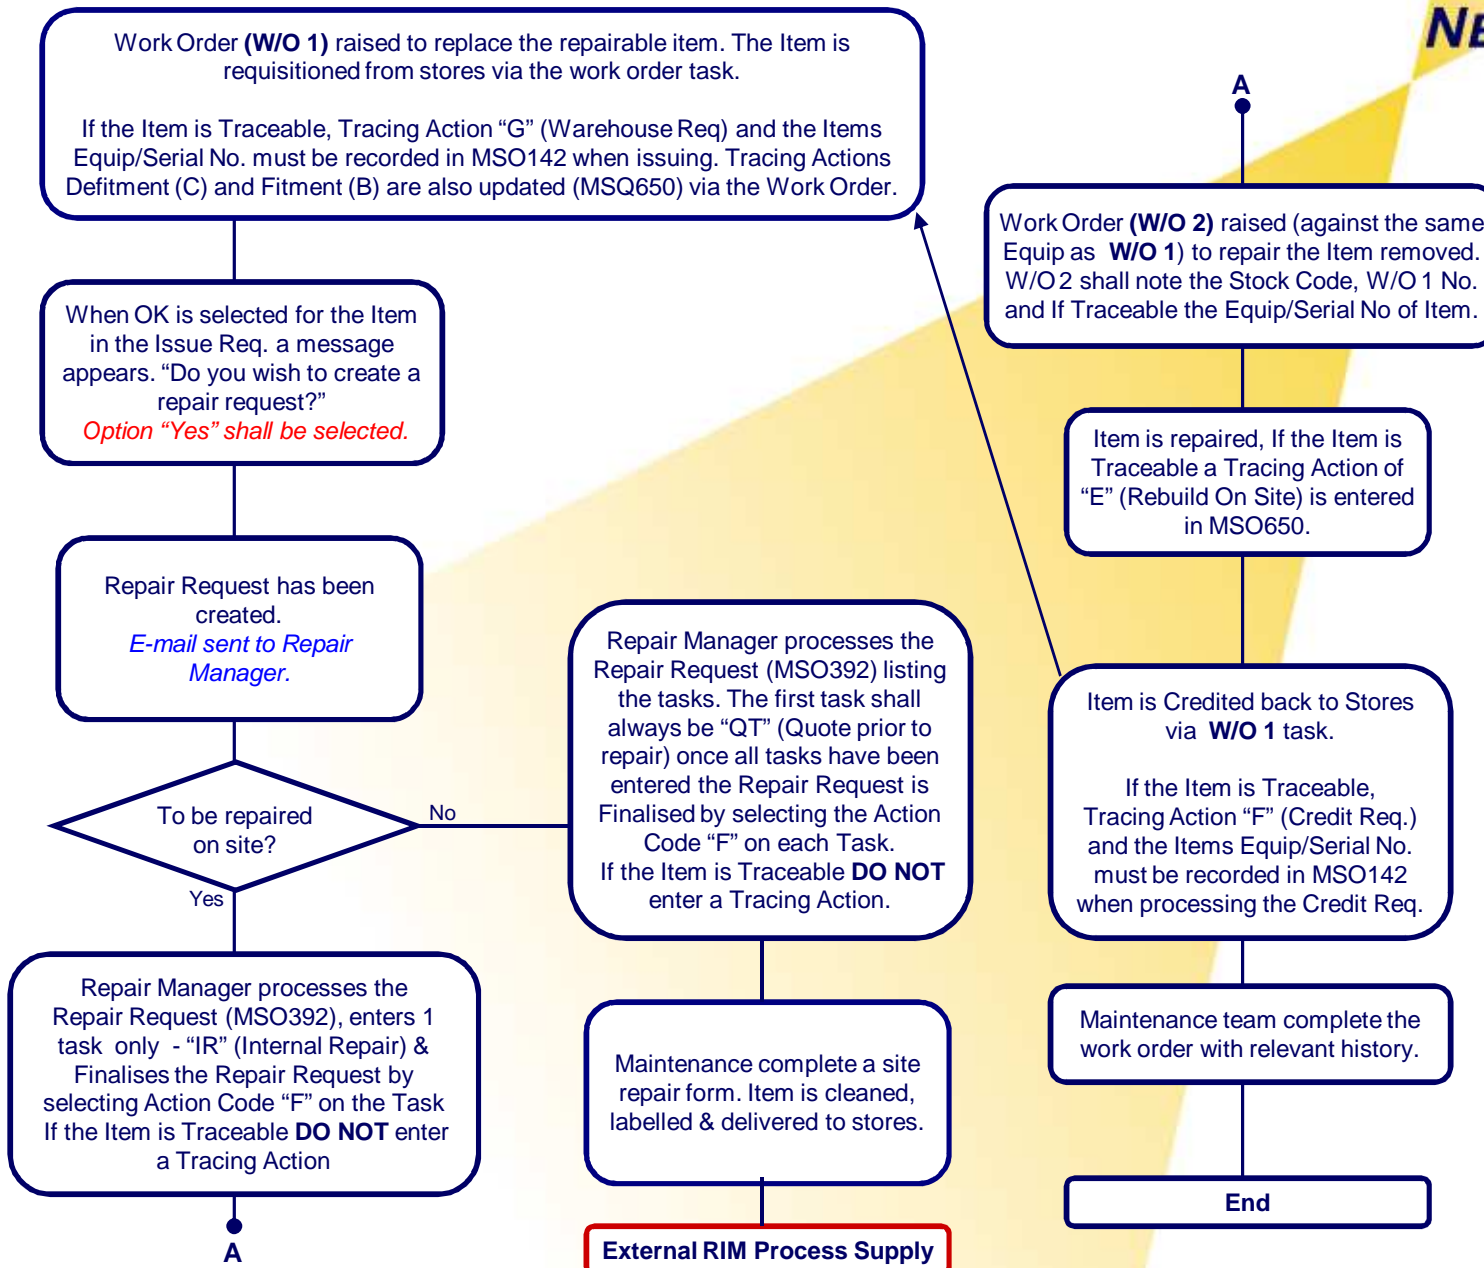 Work Order (W/O 1) raised to replace the repairable item. The Item is
requisitioned from stores via the work order task.
If the Item is Traceable, Tracing Action “G” (Warehouse Req) and the Items
Equip/Serial No. must be recorded in MSO142 when issuing. Tracing Actions
Defitment (C) and Fitment (B) are also updated (MSQ650) via the Work Order.
When OK is selected for the Item
in the Issue Req. a message
appears. “Do you wish to create a
repair request?”
Option “Yes” shall be selected.
Repair Request has been
created.
E-mail sent to Repair
Manager.
To be repaired
on site?
No
Yes
Repair Manager processes the
Repair Request (MSO392), enters 1
task only - “IR” (Internal Repair) &
Finalises the Repair Request by
selecting Action Code “F” on the Task
If the Item is Traceable DO NOT enter
a Tracing Action
A
Repair Manager processes the
Repair Request (MSO392) listing
the tasks. The first task shall
always be “QT” (Quote prior to
repair) once all tasks have been
entered the Repair Request is
Finalised by selecting the Action
Code “F” on each Task.
If the Item is Traceable DO NOT
enter a Tracing Action.
Maintenance complete a site
repair form. Item is cleaned,
labelled & delivered to stores.
External RIM Process Supply
NE
A
Work Order (W/O 2) raised (against the same
Equip as W/O 1) to repair the Item removed.
W/O 2 shall note the Stock Code, W/O 1 No.
and If Traceable the Equip/Serial No of Item.
Item is repaired, If the Item is
Traceable a Tracing Action of
“E” (Rebuild On Site) is entered
in MSO650.
Item is Credited back to Stores
via W/O 1 task.
If the Item is Traceable,
Tracing Action “F” (Credit Req.)
and the Items Equip/Serial No.
must be recorded in MSO142
when processing the Credit Req.
Maintenance team complete the
work order with relevant history.
End